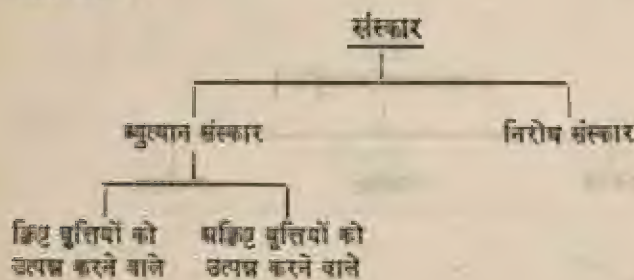 संस्कार
व्युत्थान संस्कार
निरोध संस्कार
क्लिष्ट वृत्तियों को
उत्पन्न करने वाले
अक्लिष्ट वृत्तियों को
उत्पन्न करने वाले